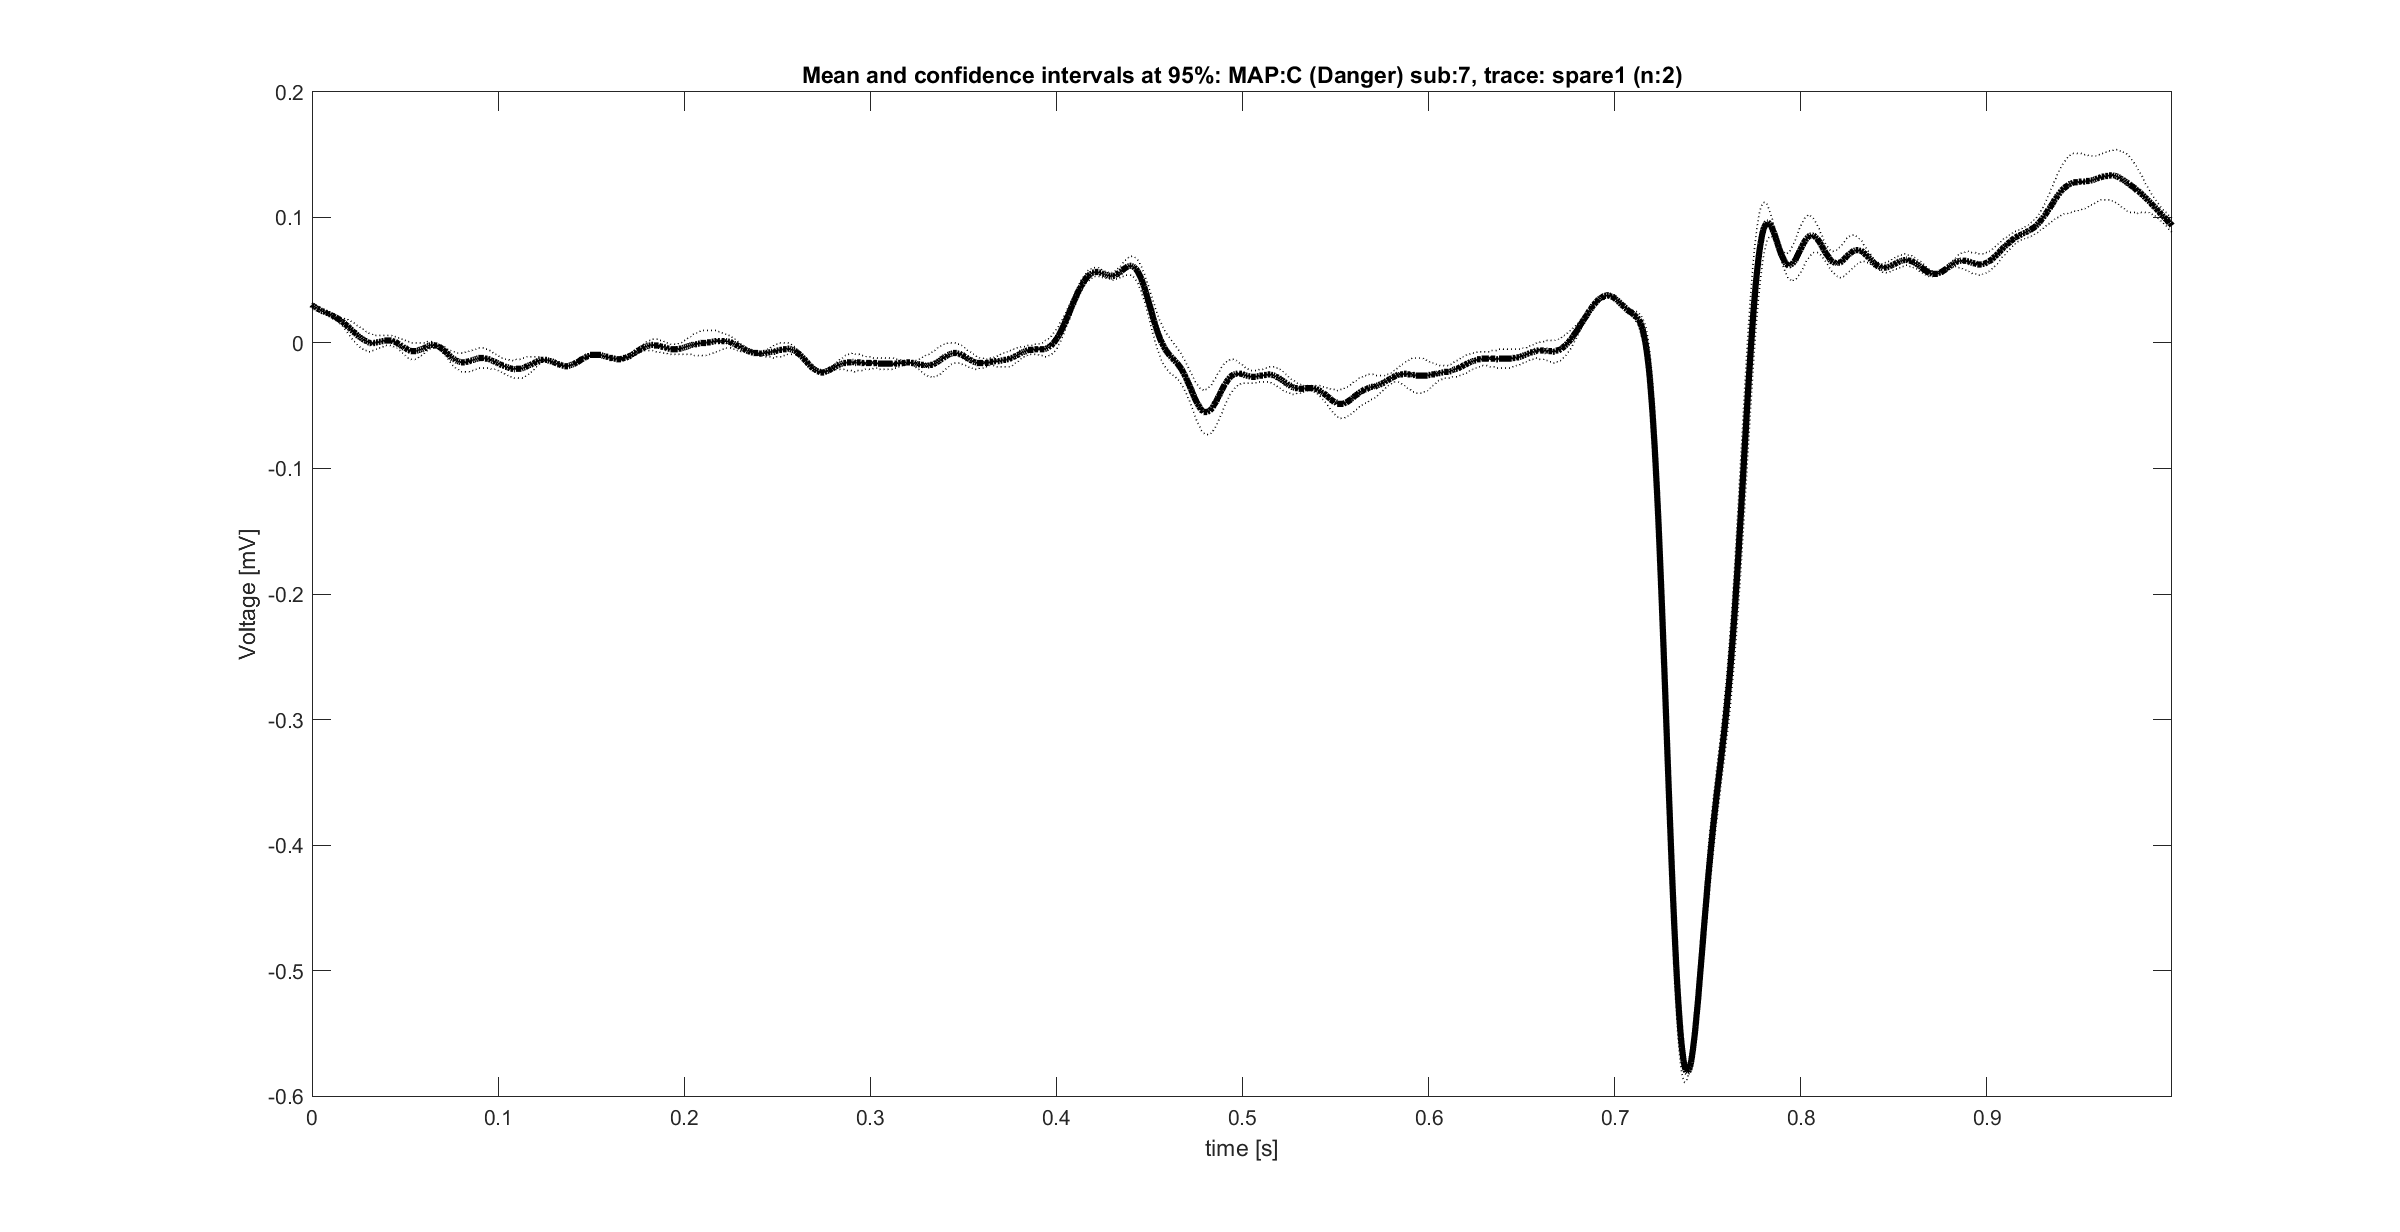 Mean and confidence intervals at 95%: MAP:C (Danger) sub:7, trace: spare1 (n:2)
0.2
0.1
0
-0.1
-0.2
-0.3
-0.4
-0.5
-0.6
Voltage [mV]
0 0.1 0.2 0.3 0.4 0.5 0.6 0.7 0.8 0.9
time [s]